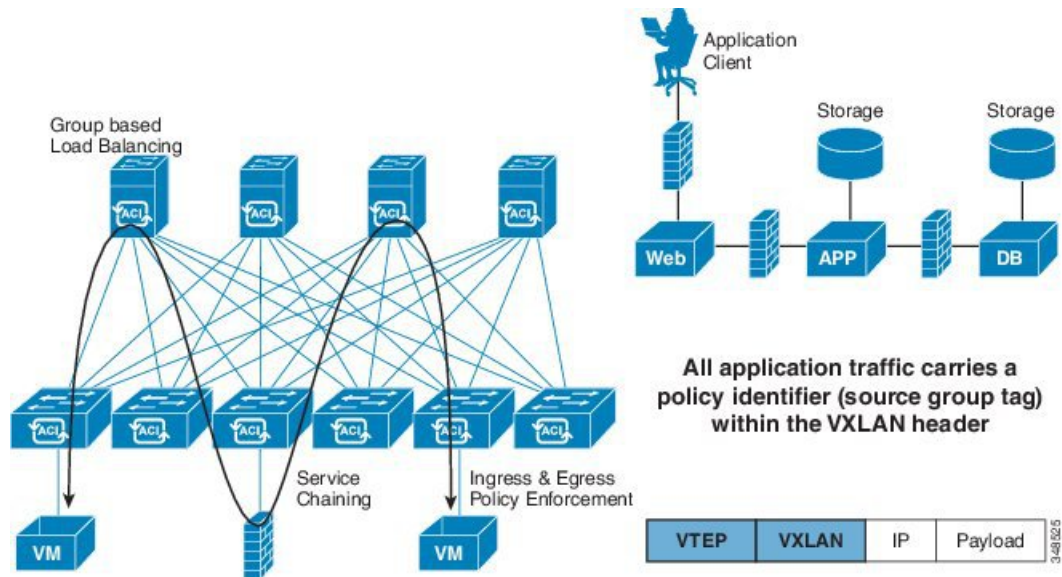 Group based
Load Balancing
ACI
ACI
ACI
ACI
ACI
ACI
ACI
ACI
ACI
ACI
Service
Chaining
Ingress & Egress
Policy Enforcement
VM
VM
Application
Client
Storage
Storage
Web
APP
DB
All application traffic carries a
policy identifier (source group tag)
within the VXLAN header
VTEP VXLAN IP Payload
348525